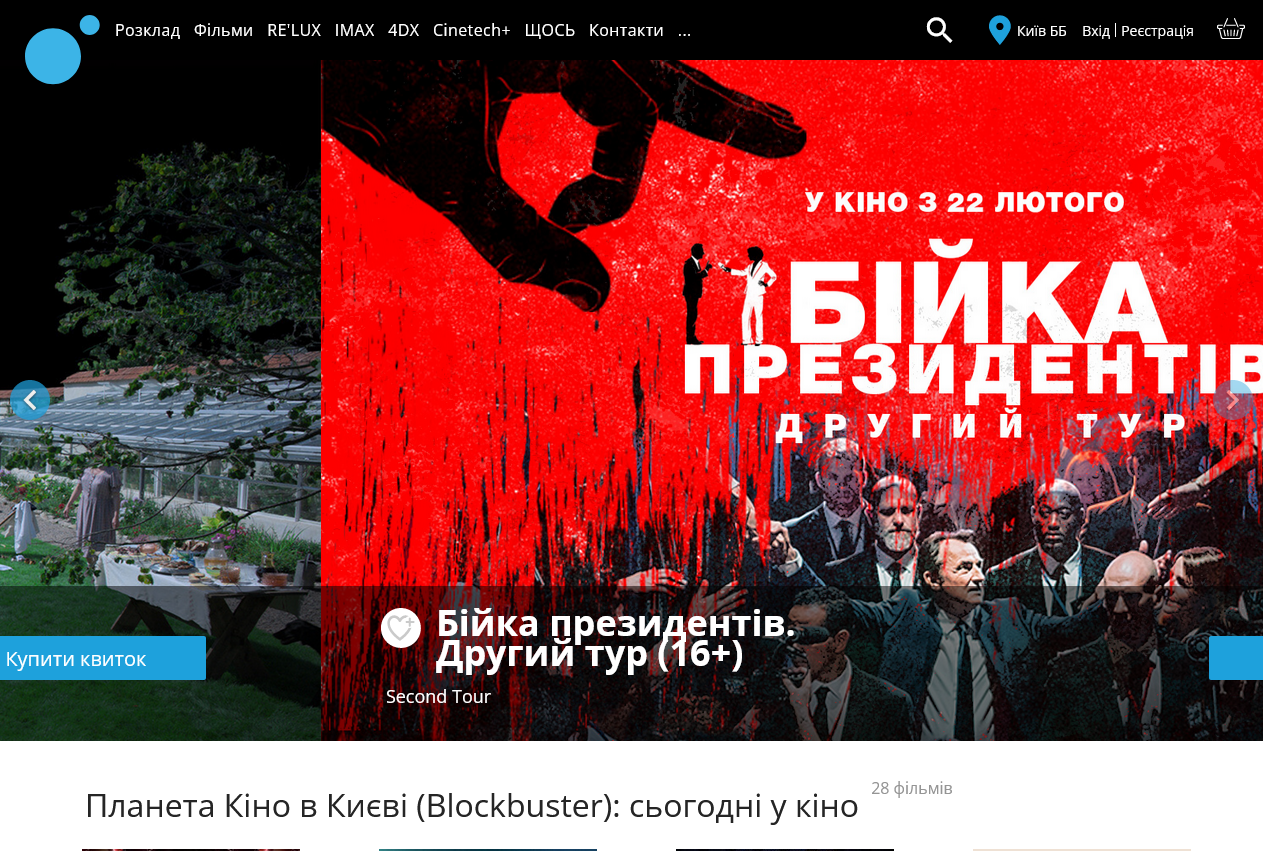 Розклад Фільми RE'LUX IMAX 4DX Cinetech+ ЩОСЬ Контакти ... Київ ББ Вхід Реєстрація
У КІНО З 22 ЛЮТОГО
БІЙКА
ПРЕЗИДЕНТІВ
ДРУГИЙ ТУР
Бійка президентів.
Другий тур (16+)
Купити квиток
Second Tour
Планета Кіно в Києві (Blockbuster): сьогодні у кіно 28 фільмів